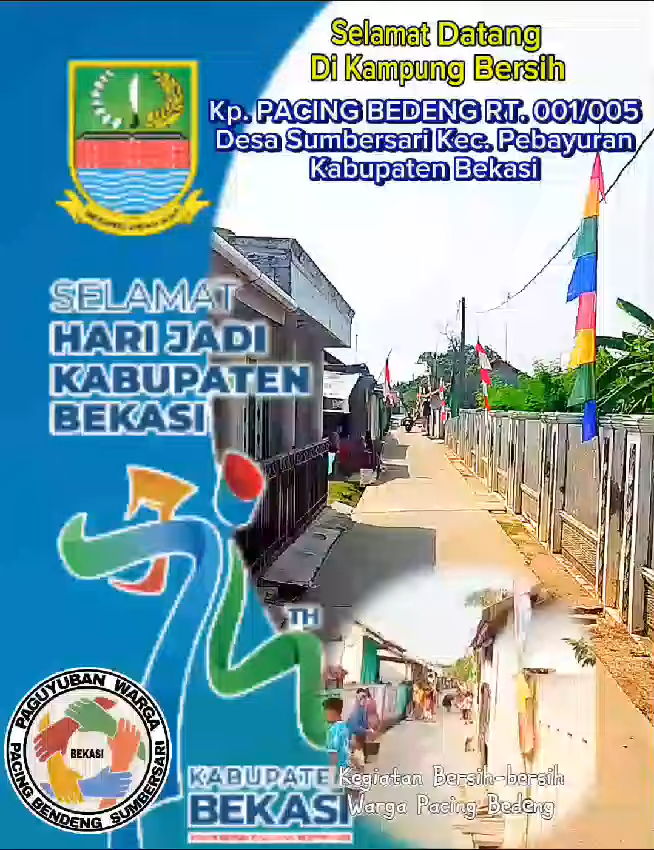 Selamat Datang
Di Kampung Bersih
Kp. PACING BEDENG RT. 001/005
Desa Sumbersari Kec. Pebayuran
Kabupaten Bekasi
SELAMAT
HARI JADI
KABUPATEN
BEKASI
TH
PAGUYUBAN WARGA
BEKASI
PACING BENDENG SUMBERSARI
KABUPATE
BEKASI
Kegiatan Bersih-bersih
Warga Pacing Bedeng